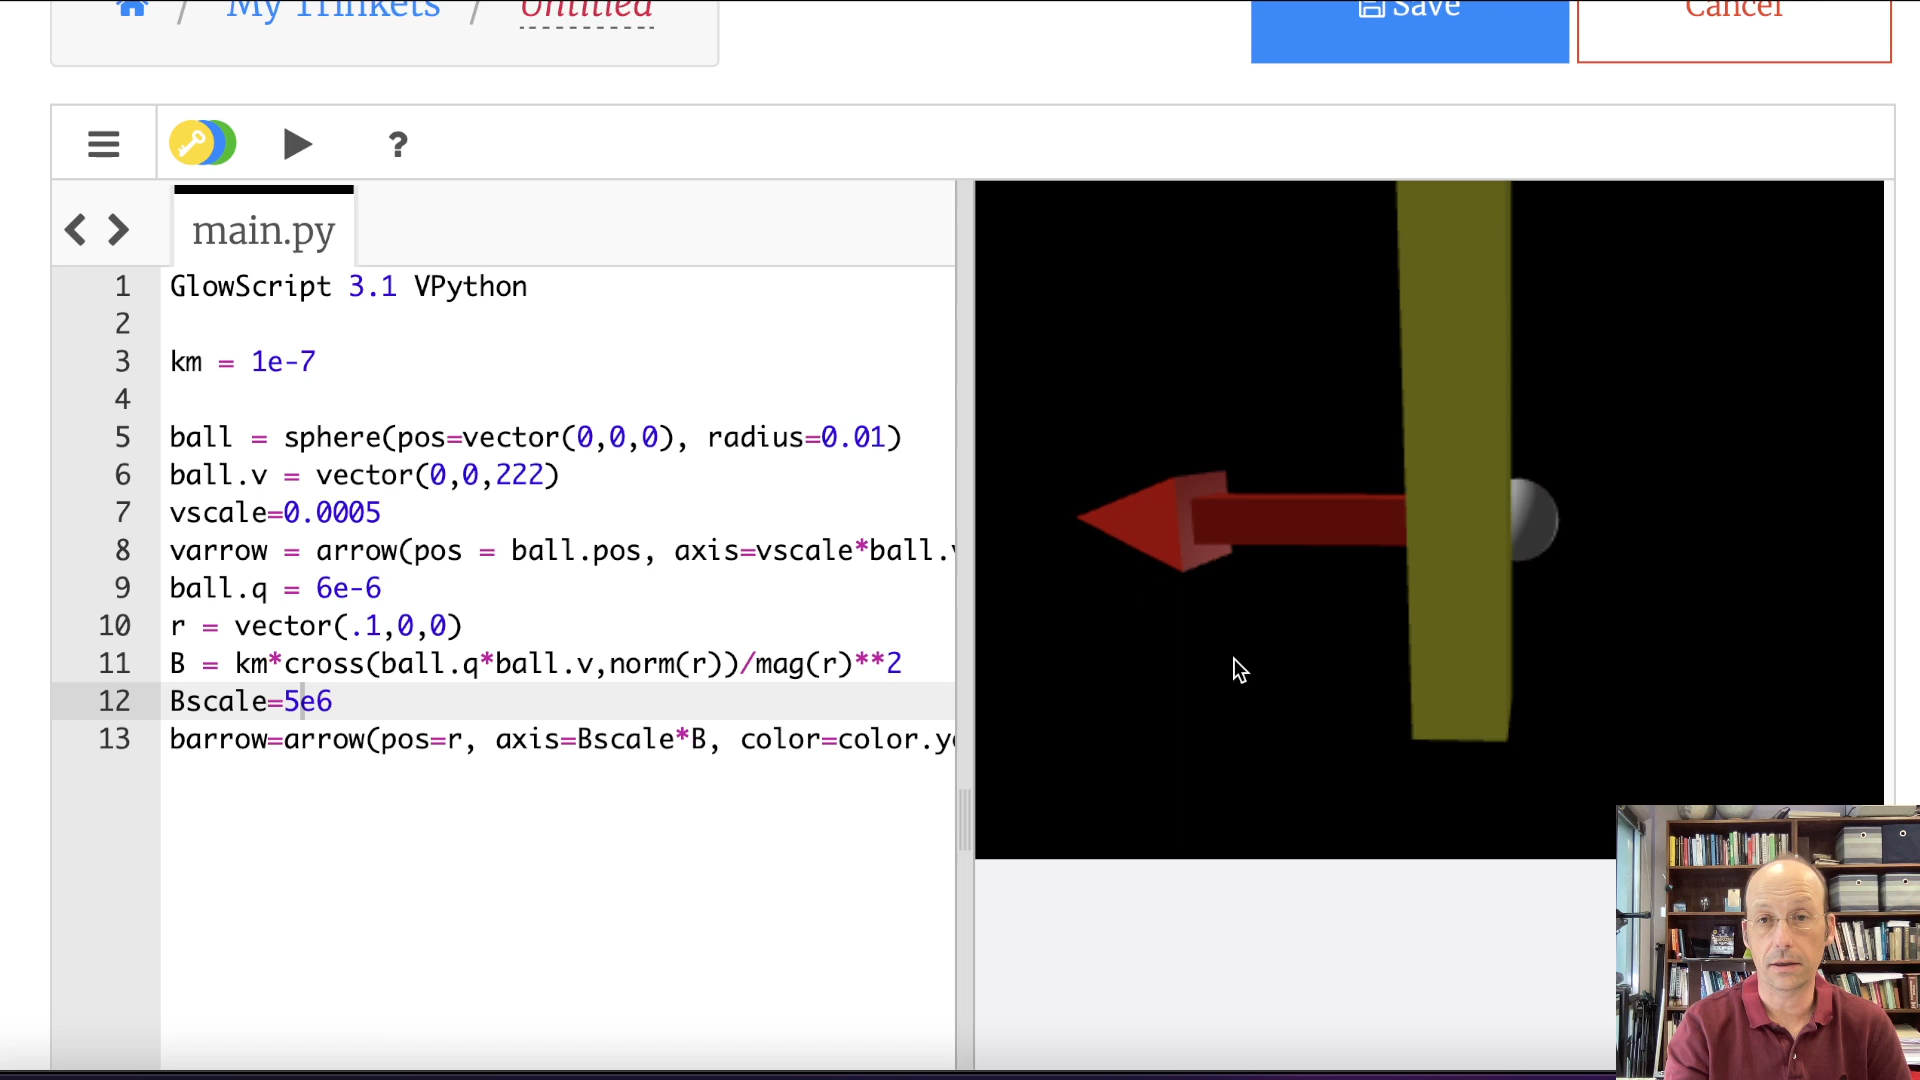 / My Trinkets / Untitled
Save
Cancel
?
main.py
1 GlowScript 3.1 VPython
2
3 km = 1e-7
4
5 ball = sphere(pos=vector(0,0,0), radius=0.01)
6 ball.v = vector(0,0,222)
7 vscale=0.0005
8 varrow = arrow(pos = ball.pos, axis=vscale*ball.v
9 ball.q = 6e-6
10 r = vector(.1,0,0)
11 B = km*cross(ball.q*ball.v,norm(r))/mag(r)**2
12 Bscale=5e6
13 barrow=arrow(pos=r, axis=Bscale*B, color=color.y